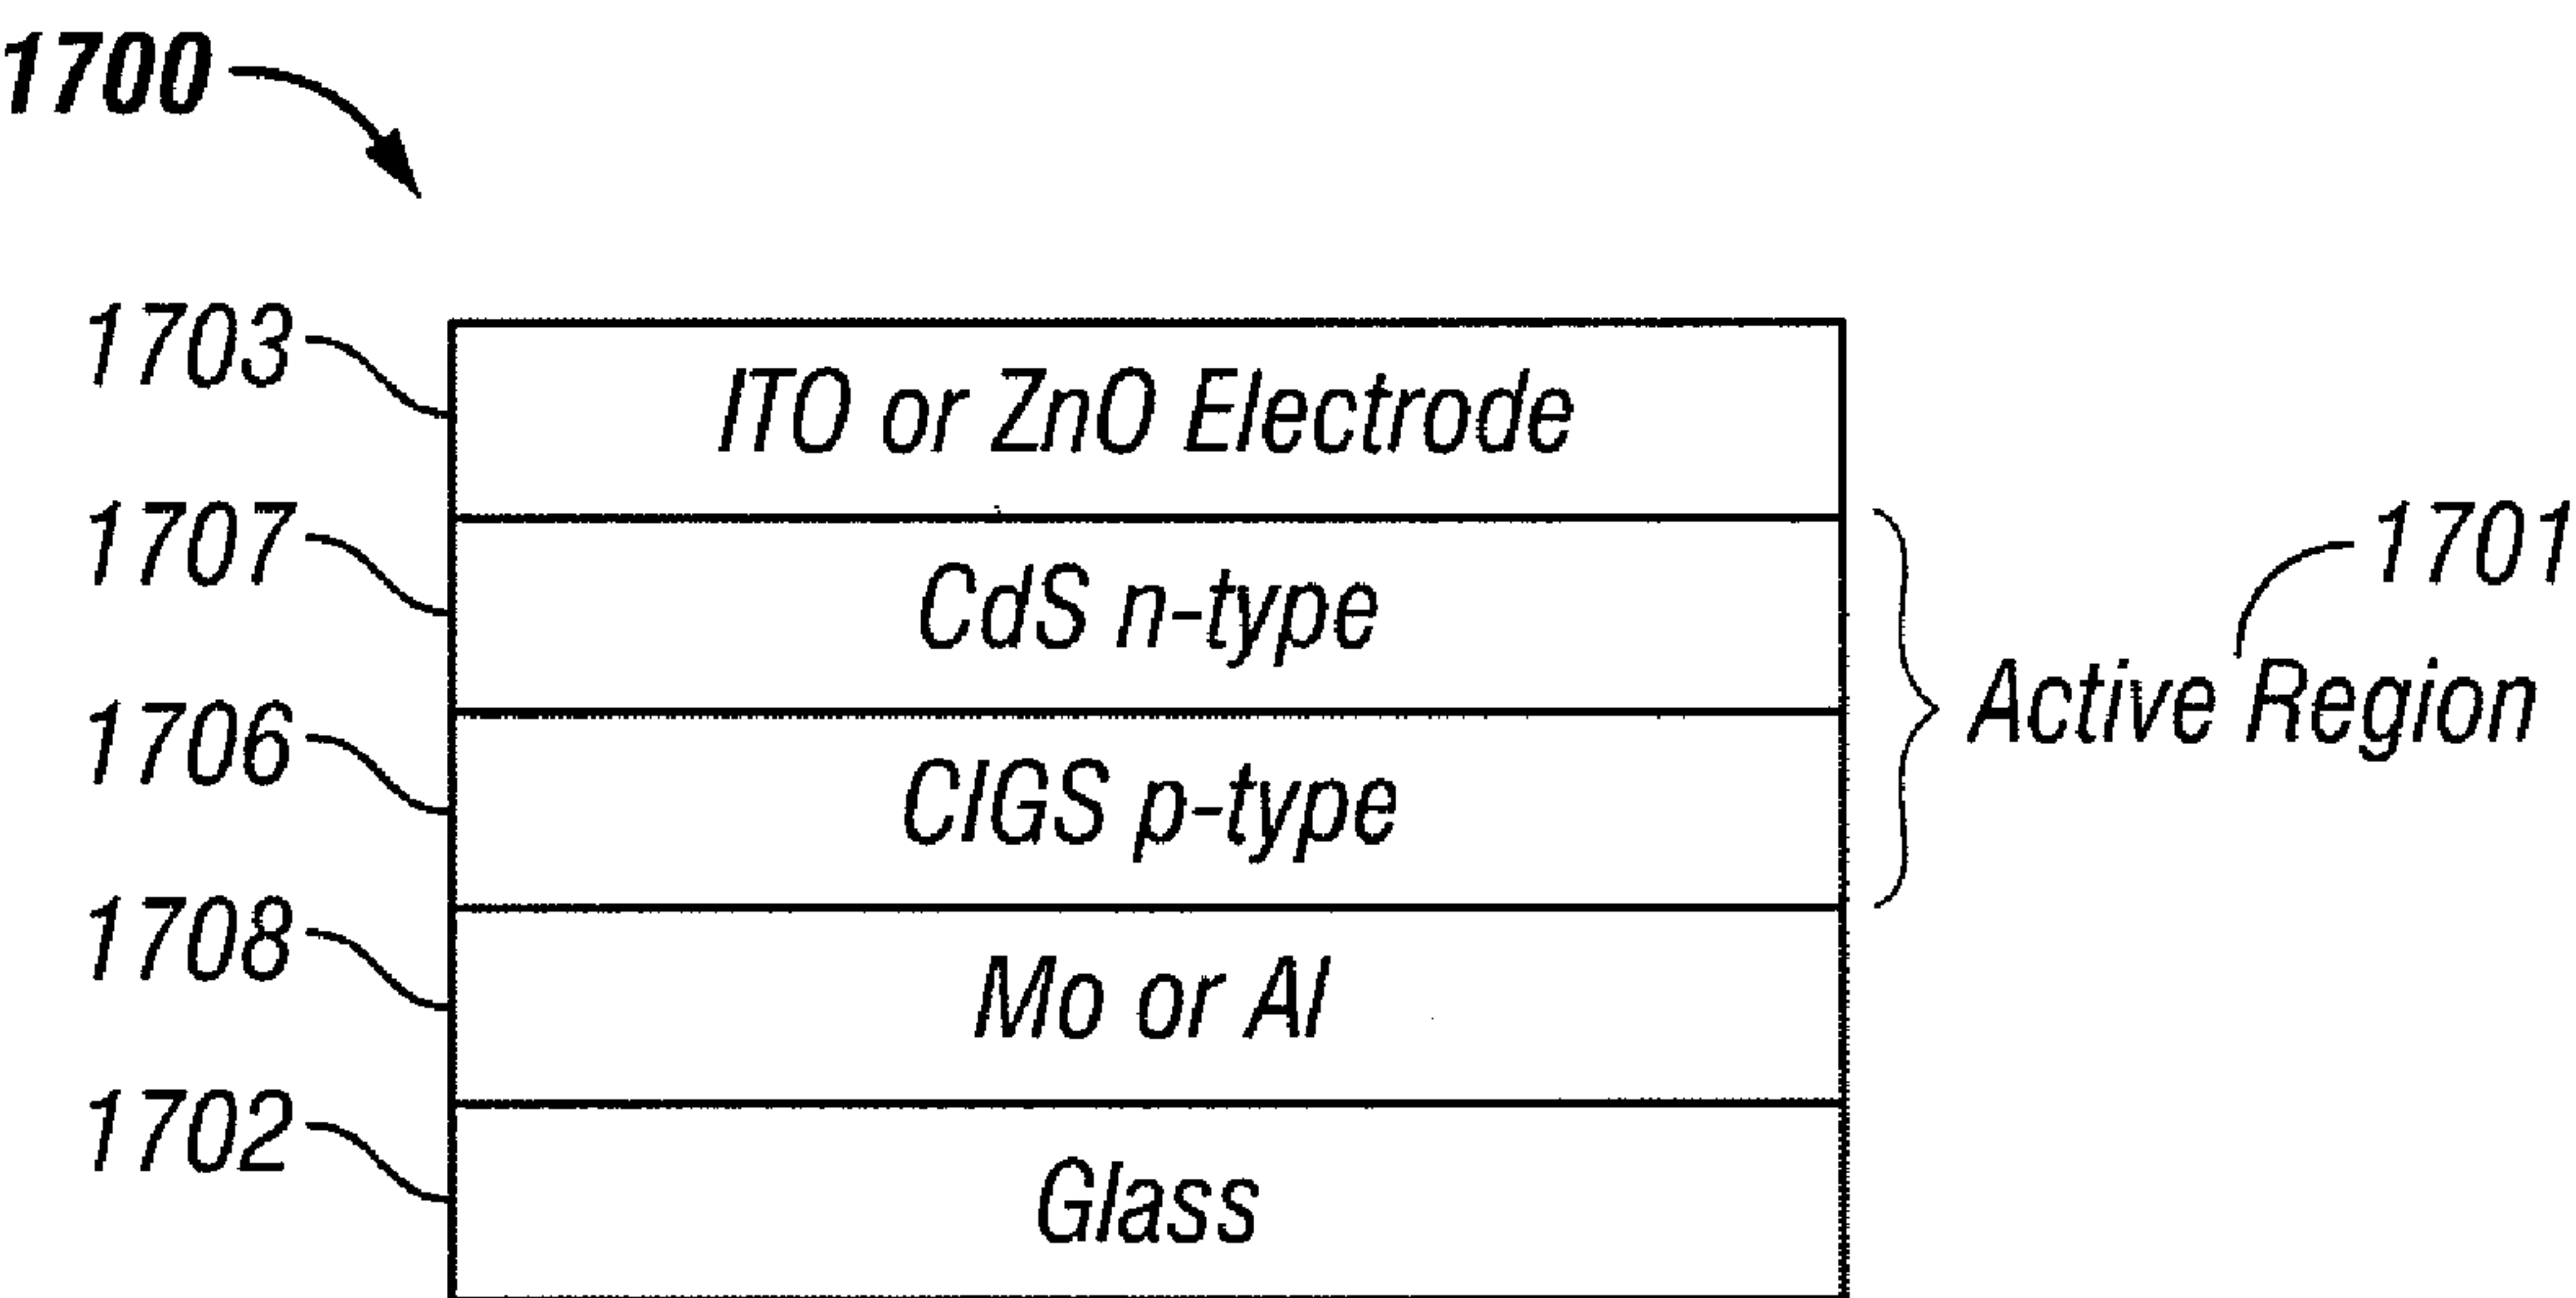 1700
1703
ITO or ZnO Electrode
1707
CdS n-type
1701
Active Region
1706
CIGS p-type
1708
Mo or Al
1702
Glass